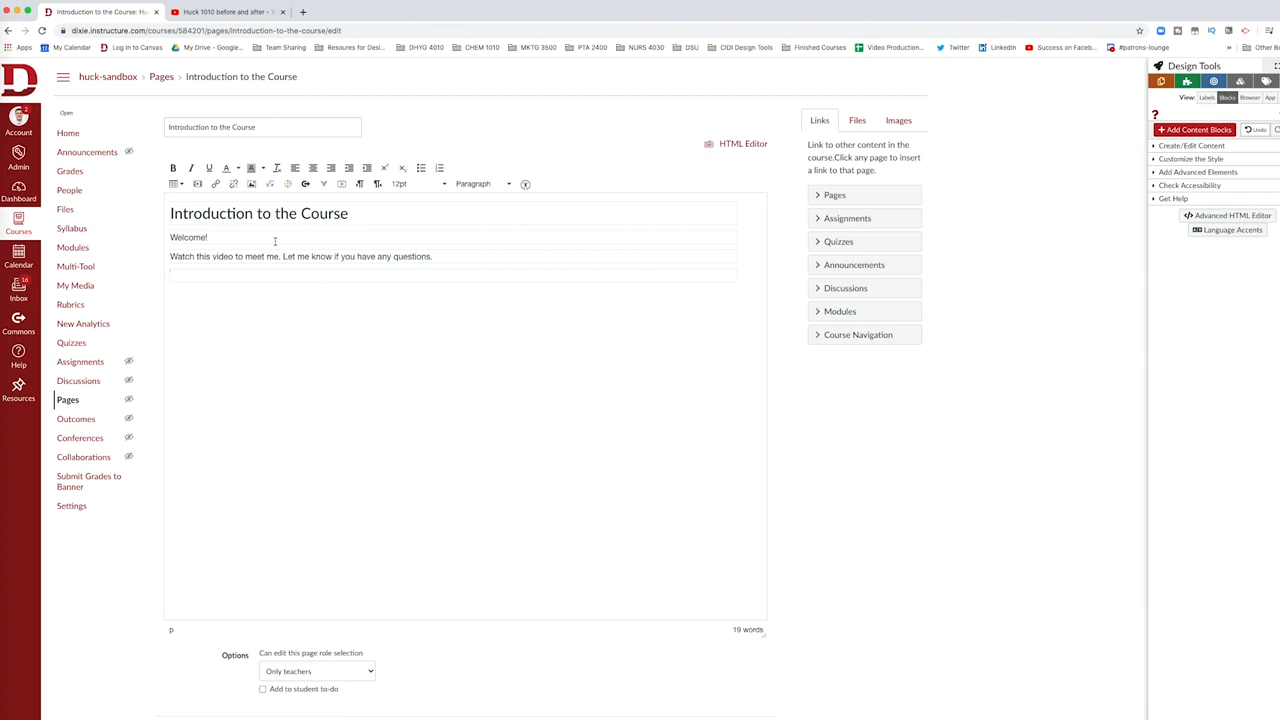 Introduction to the Course: Hu
Huck 1010 before and after -
dixie.instructure.com/courses/584201/pages/introduction-to-the-course/edit
Apps
My Calendar
Log In to Canvas
My Drive - Google...
Team Sharing
Resoures for Desi...
DHYG 4010
CHEM 1010
MKTG 3500
PTA 2400
NURS 4030
DSU
CIDI Design Tools
Finished Courses
Video Production...
Twitter
LinkedIn
Success on Faceb...
#patrons-lounge
»
Other Bo
D
huck-sandbox > Pages > Introduction to the Course
Design Tools
View: Labels Blocks Browser App
?
+ Add Content Blocks
Undo
Create/Edit Content
Customize the Style
Add Advanced Elements
Check Accessibility
Get Help
Advanced HTML Editor
Language Accents
2
Account
Admin
Dashboard
Courses
Calendar
16
Inbox
Commons
Help
Resources
Open
Home
Announcements
Grades
People
Files
Syllabus
Modules
Multi-Tool
My Media
Rubrics
New Analytics
Quizzes
Assignments
Discussions
Pages
Outcomes
Conferences
Collaborations
Submit Grades to
Banner
Settings
Introduction to the Course
HTML Editor
B I U A A
12pt
Paragraph
Introduction to the Course
Welcome!
Watch this video to meet me. Let me know if you have any questions.
p
19 words
Options
Can edit this page role selection
Only teachers
Add to student to-do
Links
Files
Images
Link to other content in the
course.Click any page to insert
a link to that page.
Pages
Assignments
Quizzes
Announcements
Discussions
Modules
Course Navigation